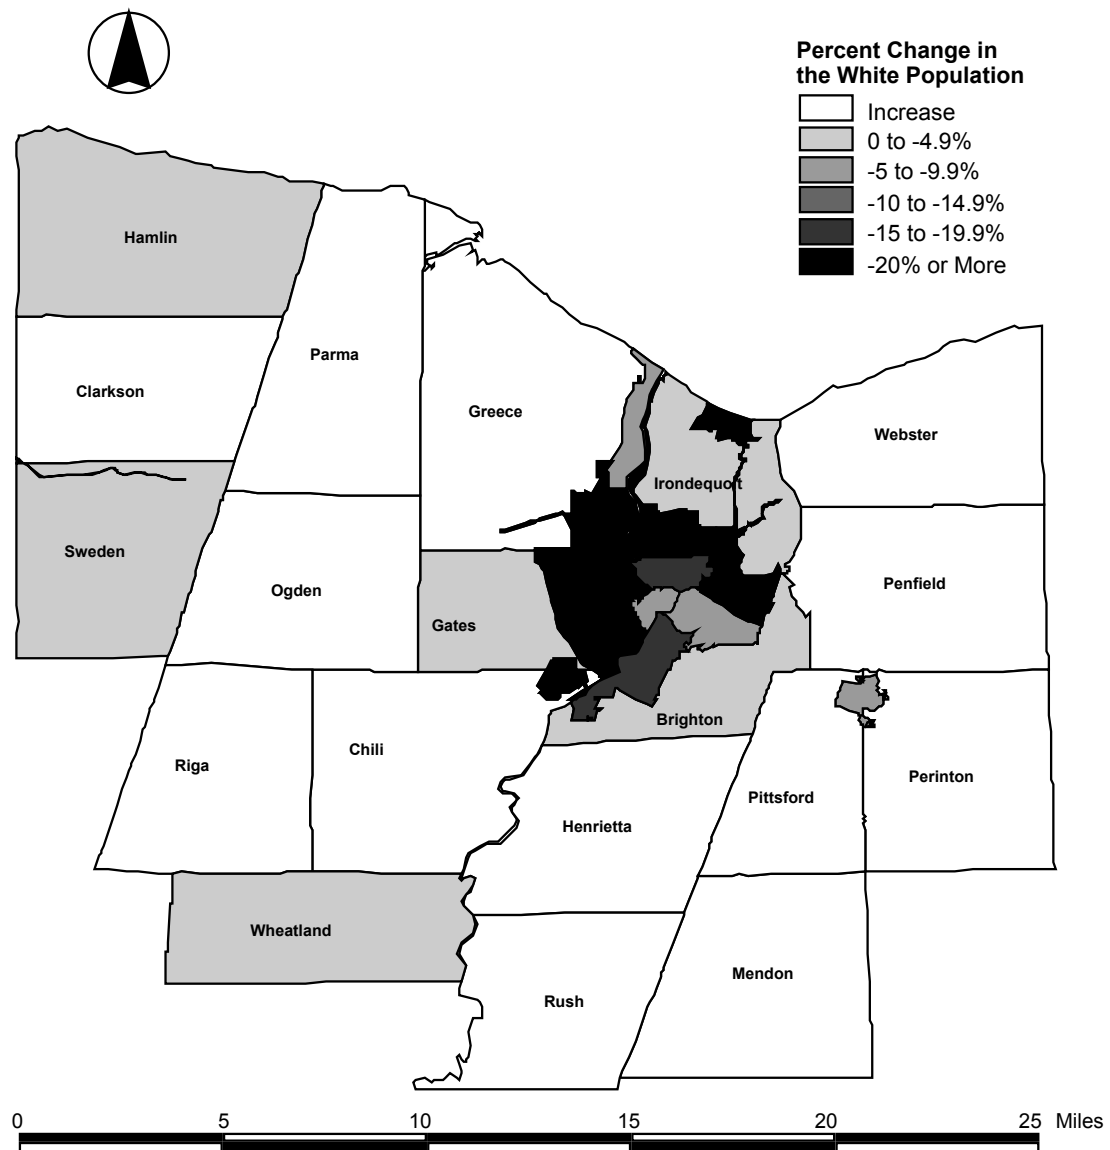 Percent Change in
the White Population
Increase
0 to -4.9%
-5 to -9.9%
-10 to -14.9%
-15 to -19.9%
-20% or More
Hamlin
Parma
Clarkson
Greece
Webster
Irondequoit
Sweden
Ogden
Penfield
Gates
Brighton
Chili
Riga
Perinton
Pittsford
Henrietta
Wheatland
Mendon
Rush
0 5 10 15 20 25 Miles